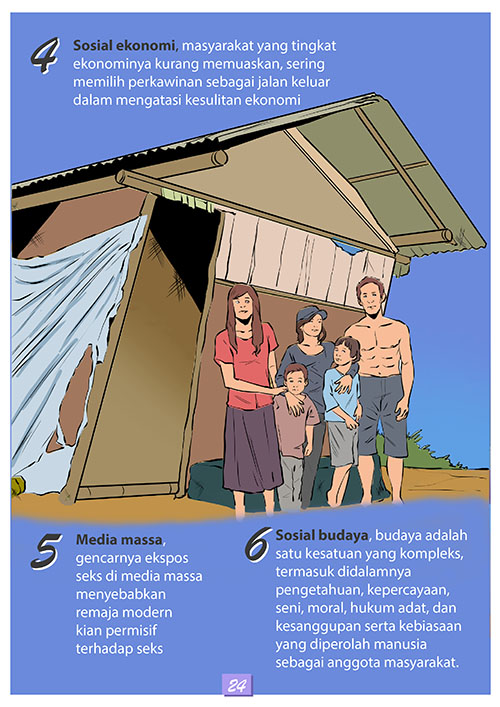 4 Sosial ekonomi, masyarakat yang tingkat
ekonominya kurang memuaskan, sering
memilih perkawinan sebagai jalan keluar
dalam mengatasi kesulitan ekonomi
5 Media massa,
gencarnya ekspos
seks di media massa
menyebabkan
remaja modern
kian permisif
terhadap seks
6 Sosial budaya, budaya adalah
satu kesatuan yang kompleks,
termasuk didalamnya
pengetahuan, kepercayaan,
seni, moral, hukum adat, dan
kesanggupan serta kebiasaan
yang diperolah manusia
sebagai anggota masyarakat.
24